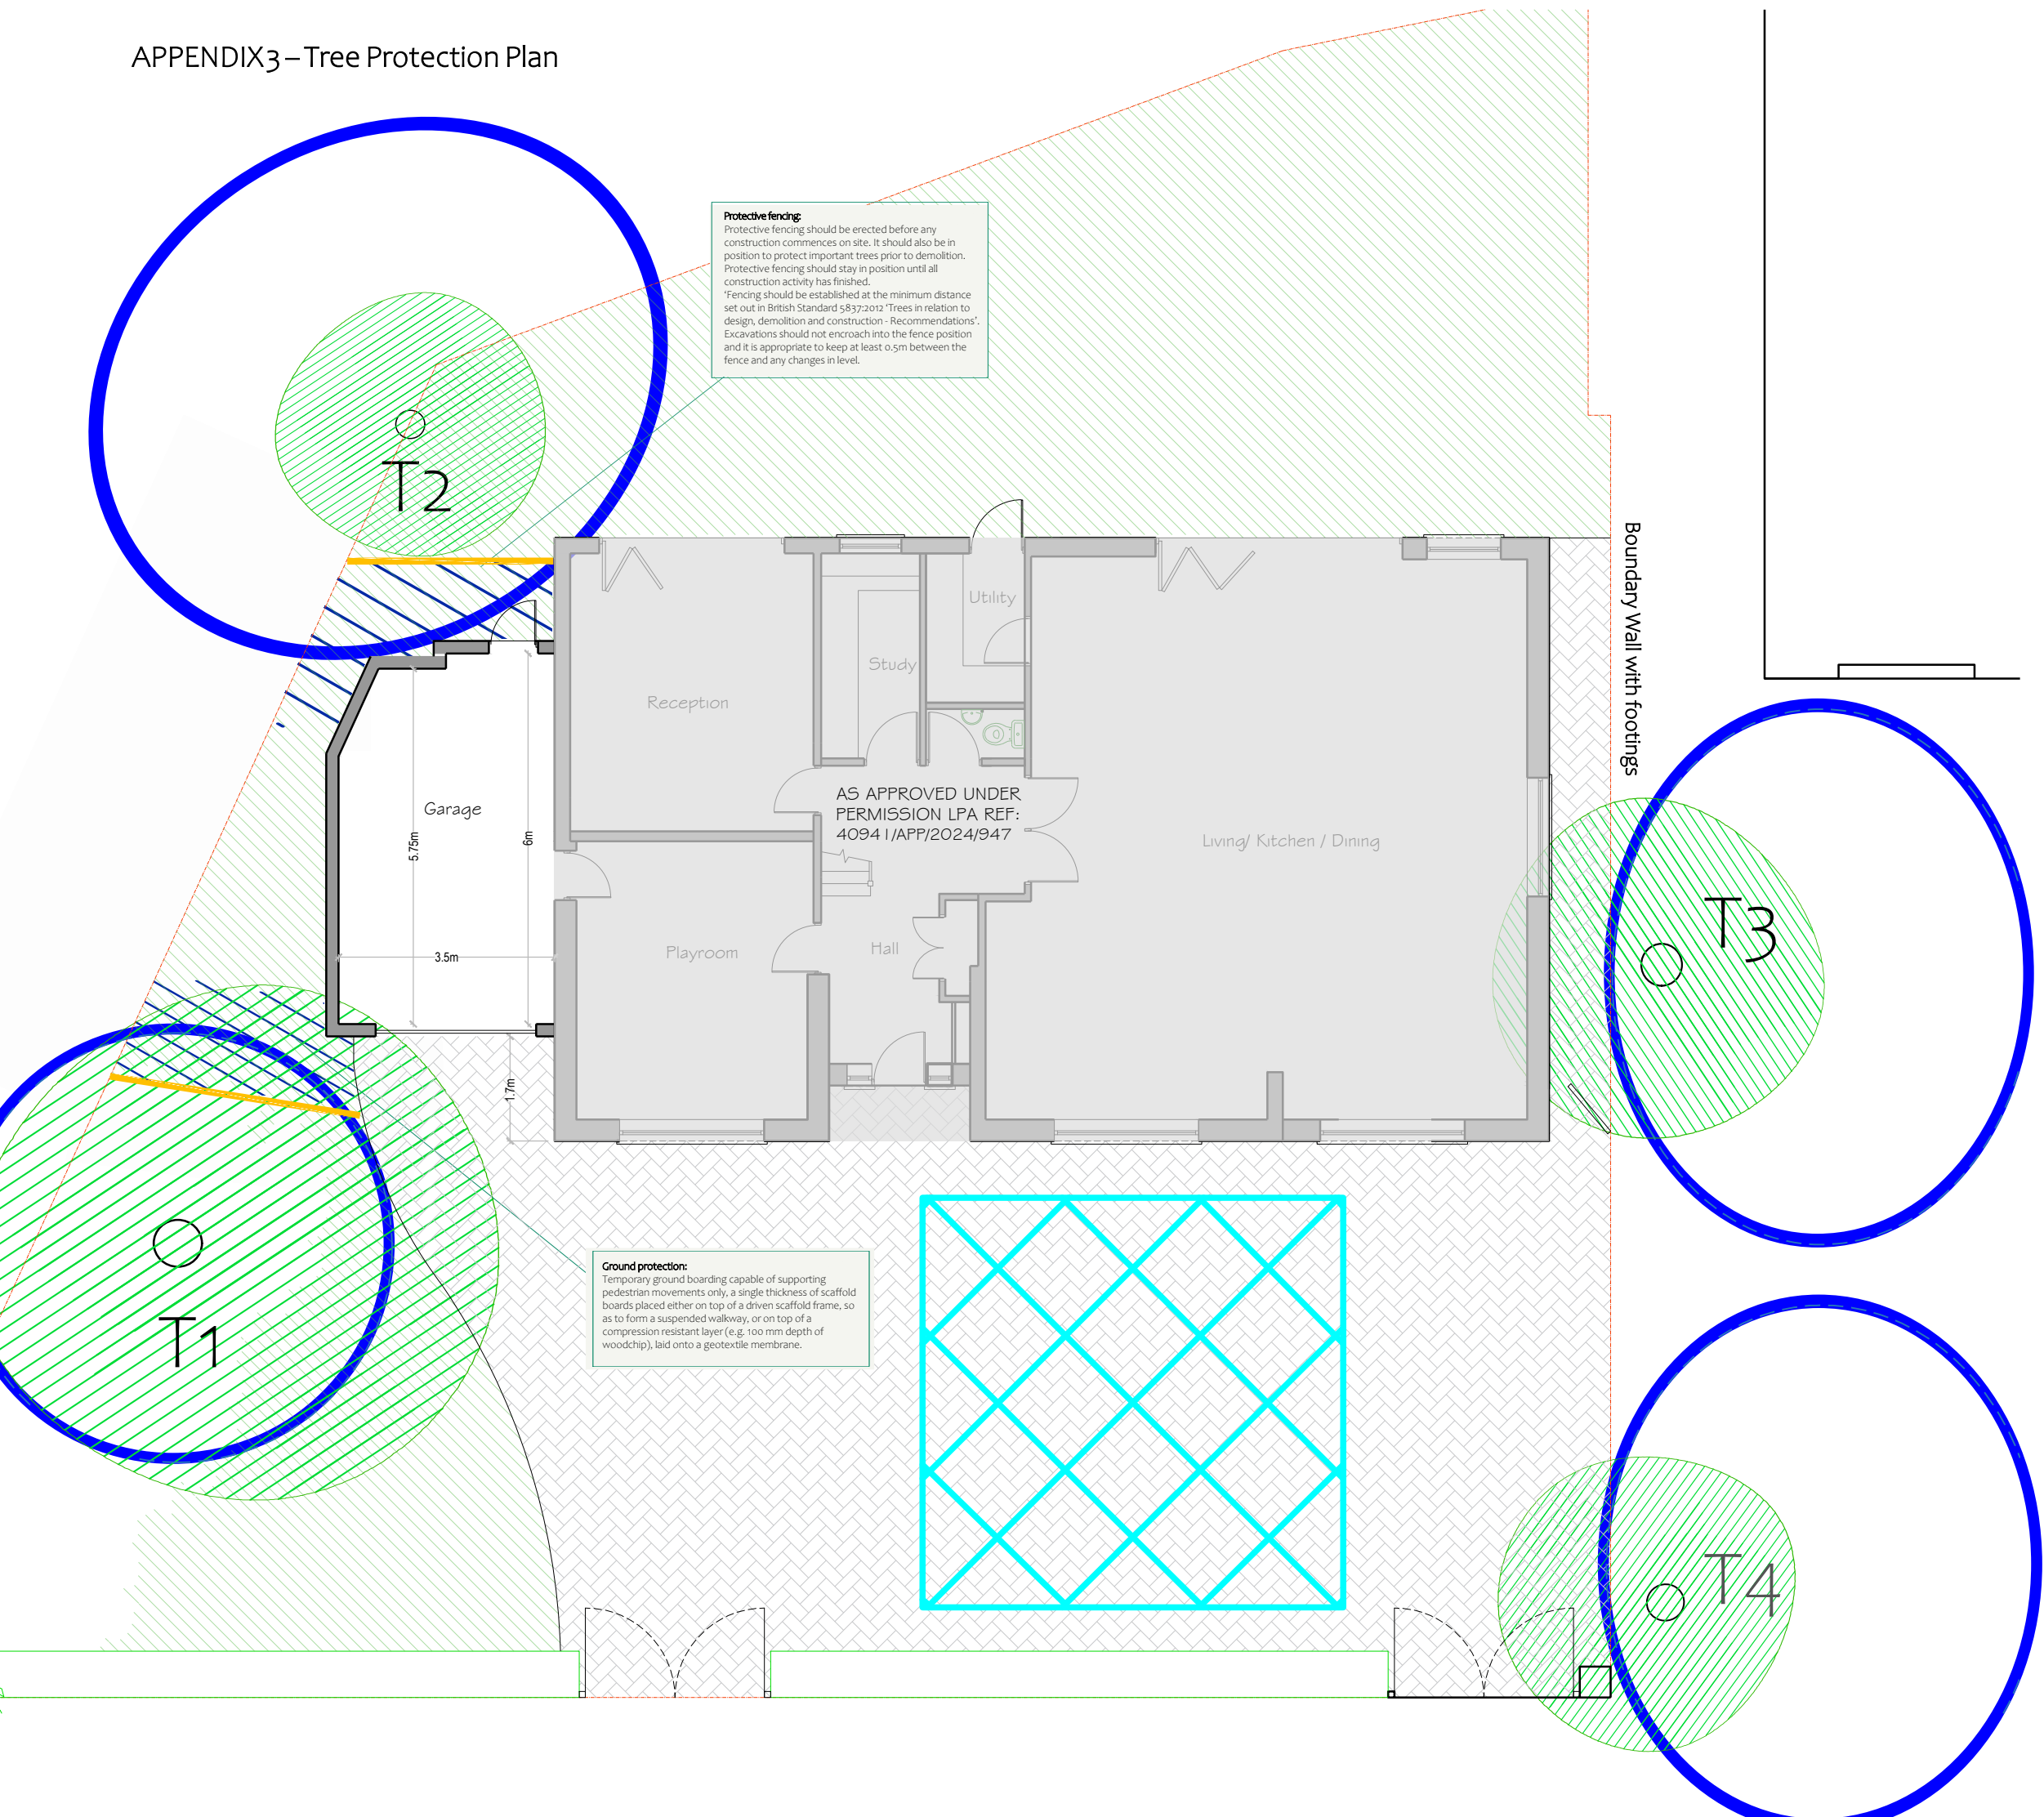 APPENDIX3 – Tree Protection Plan
Protective fencing:
Protective fencing should be erected before any
construction commences on site. It should also be in
position to protect important trees prior to demolition.
Protective fencing should stay in position until all
construction activity has finished.
'Fencing should be established at the minimum distance
set out in British Standard 5837:2012 'Trees in relation to
design, demolition and construction - Recommendations'.
Excavations should not encroach into the fence position
and it is appropriate to keep at least 0.5m between the
fence and any changes in level.
T2
Boundary Wall with footings
Utility
Study
Reception
AS APPROVED UNDER
PERMISSION LPA REF:
40941/APP/2024/947
Garage
5.75m
6m
Living/ Kitchen / Dining
T3
Playroom
Hall
3.5m
1.7m
Ground protection:
Temporary ground boarding capable of supporting
pedestrian movements only, a single thickness of scaffold
boards placed either on top of a driven scaffold frame, so
as to form a suspended walkway, or on top of a
compression resistant layer (e.g. 100 mm depth of
woodchip), laid onto a geotextile membrane.
T1
T4